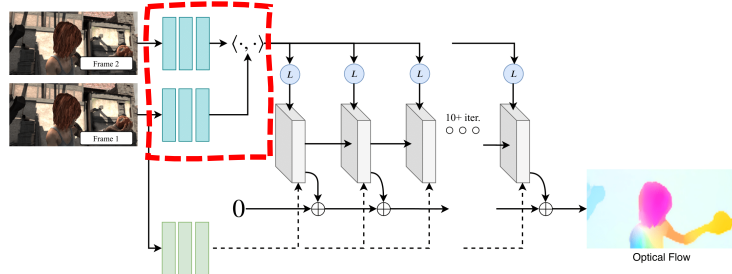 Frame 2
⟨·,·⟩
L L L L
Frame 1
10+ iter.
0
Optical Flow